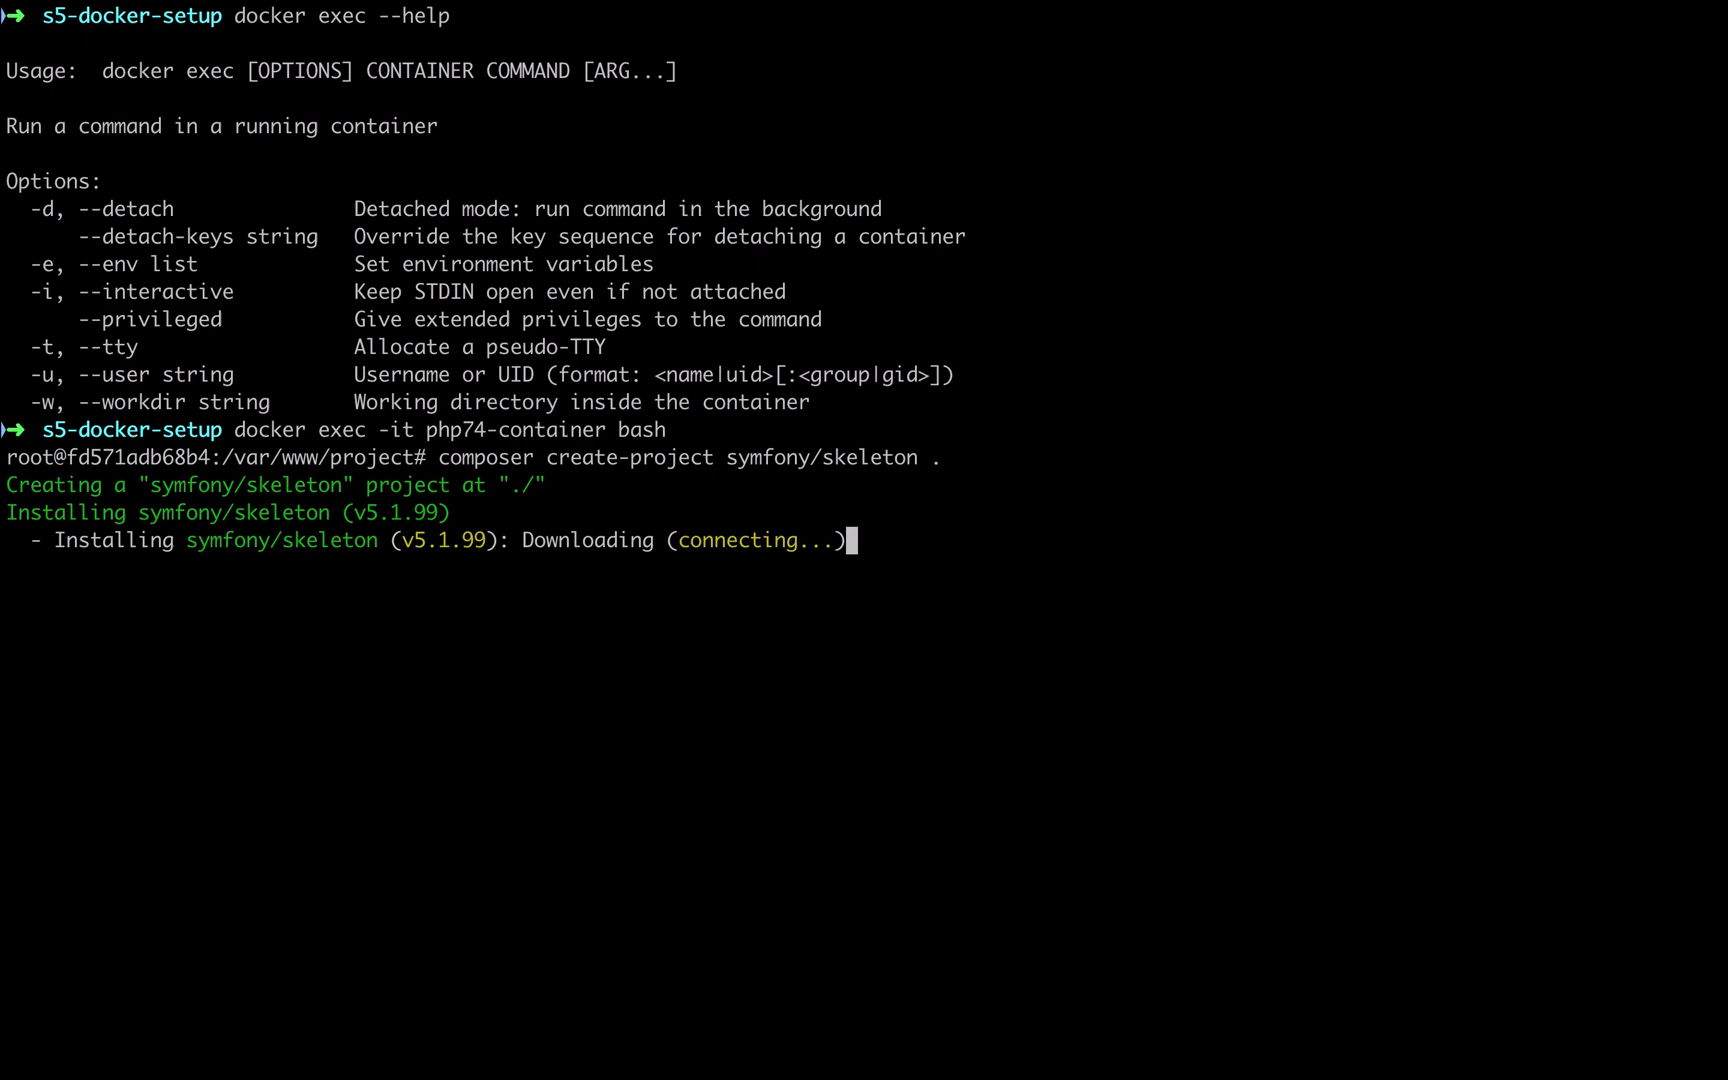 ➜ s5-docker-setup docker exec --help
Usage:  docker exec [OPTIONS] CONTAINER COMMAND [ARG...]
Run a command in a running container
Options:
  -d, --detach               Detached mode: run command in the background
      --detach-keys string   Override the key sequence for detaching a container
  -e, --env list             Set environment variables
  -i, --interactive          Keep STDIN open even if not attached
      --privileged           Give extended privileges to the command
  -t, --tty                  Allocate a pseudo-TTY
  -u, --user string          Username or UID (format: <name|uid>[:<group|gid>])
  -w, --workdir string       Working directory inside the container
➜ s5-docker-setup docker exec -it php74-container bash
root@fd571adb68b4:/var/www/project# composer create-project symfony/skeleton .
Creating a "symfony/skeleton" project at "./"
Installing symfony/skeleton (v5.1.99)
  - Installing symfony/skeleton (v5.1.99): Downloading (connecting...)